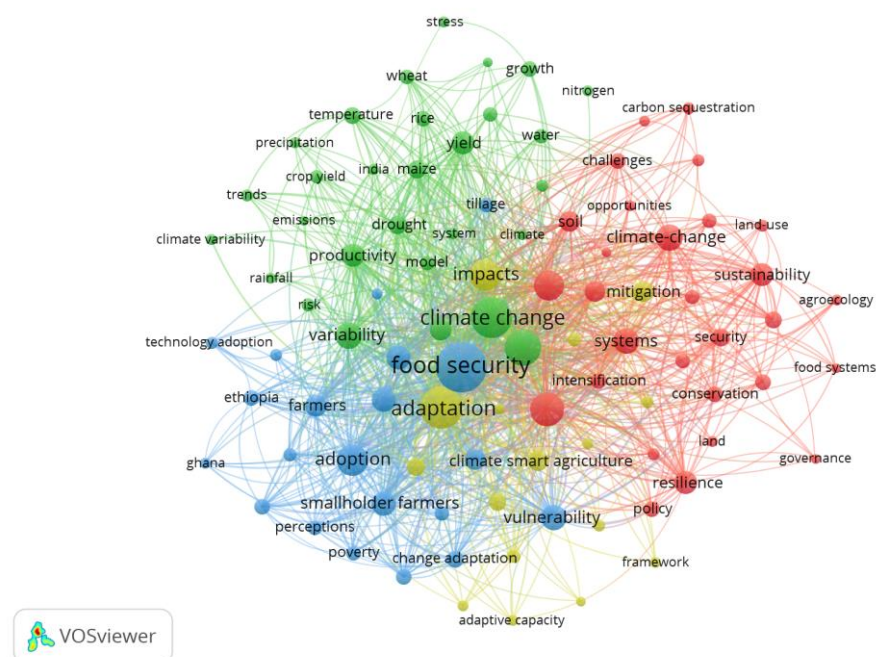 stress
wheat
growth
nitrogen
carbon sequestration
temperature
rice
yield
water
precipitation
challenges
crop yield
india
maize
trends
tillage
opportunities
emissions
drought
system
climate
soil
climate-change
land-use
climate variability
productivity
model
impacts
rainfall
mitigation
sustainability
risk
agroecology
climate change
technology adoption
variability
systems
security
food security
food systems
intensification
ethiopia
farmers
adaptation
conservation
land
ghana
adoption
climate smart agriculture
governance
resilience
smallholder farmers
vulnerability
policy
perceptions
poverty
change adaptation
framework
adaptive capacity
VOSviewer